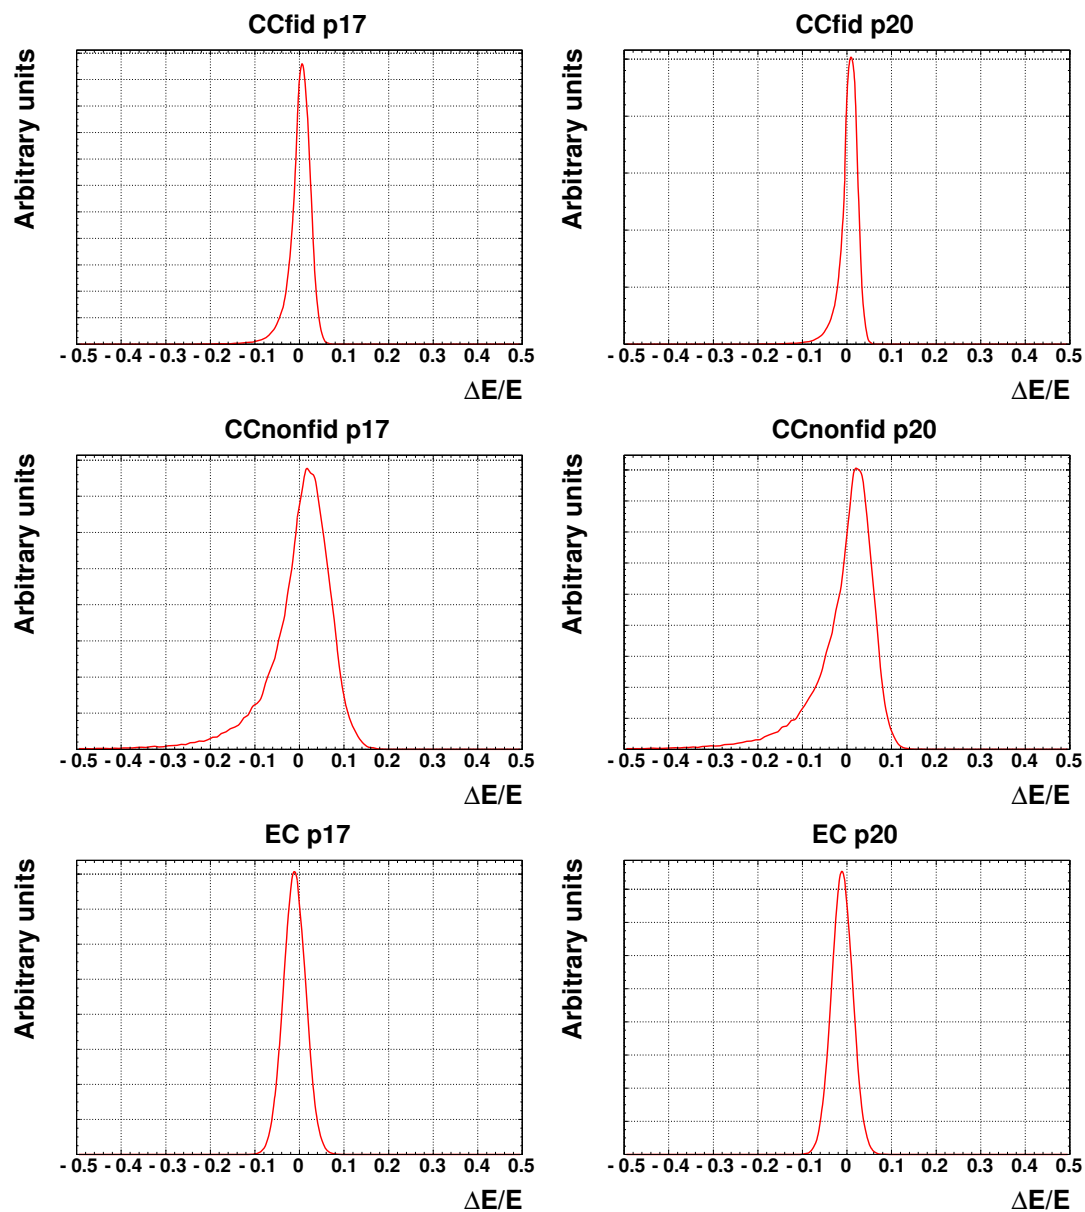 CCfid p17
Arbitrary units
- 0.5 - 0.4 - 0.3 - 0.2 - 0.1 0 0.1 0.2 0.3 0.4 0.5
ΔE/E
CCfid p20
Arbitrary units
- 0.5 - 0.4 - 0.3 - 0.2 - 0.1 0 0.1 0.2 0.3 0.4 0.5
ΔE/E
CCnonfid p17
Arbitrary units
- 0.5 - 0.4 - 0.3 - 0.2 - 0.1 0 0.1 0.2 0.3 0.4 0.5
ΔE/E
CCnonfid p20
Arbitrary units
- 0.5 - 0.4 - 0.3 - 0.2 - 0.1 0 0.1 0.2 0.3 0.4 0.5
ΔE/E
EC p17
Arbitrary units
- 0.5 - 0.4 - 0.3 - 0.2 - 0.1 0 0.1 0.2 0.3 0.4 0.5
ΔE/E
EC p20
Arbitrary units
- 0.5 - 0.4 - 0.3 - 0.2 - 0.1 0 0.1 0.2 0.3 0.4 0.5
ΔE/E